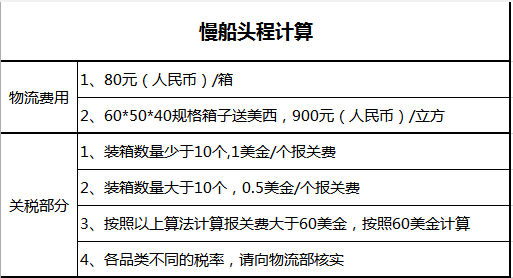 慢船头程计算
物流费用
1、80元（人民币）/箱
2、60*50*40规格箱子送美西，900元（人民币）/立方
关税部分
1、装箱数量少于10个,1美金/个报关费
2、装箱数量大于10个，0.5美金/个报关费
3、按照以上算法计算报关费大于60美金，按照60美金计算
4、各品类不同的税率，请向物流部核实